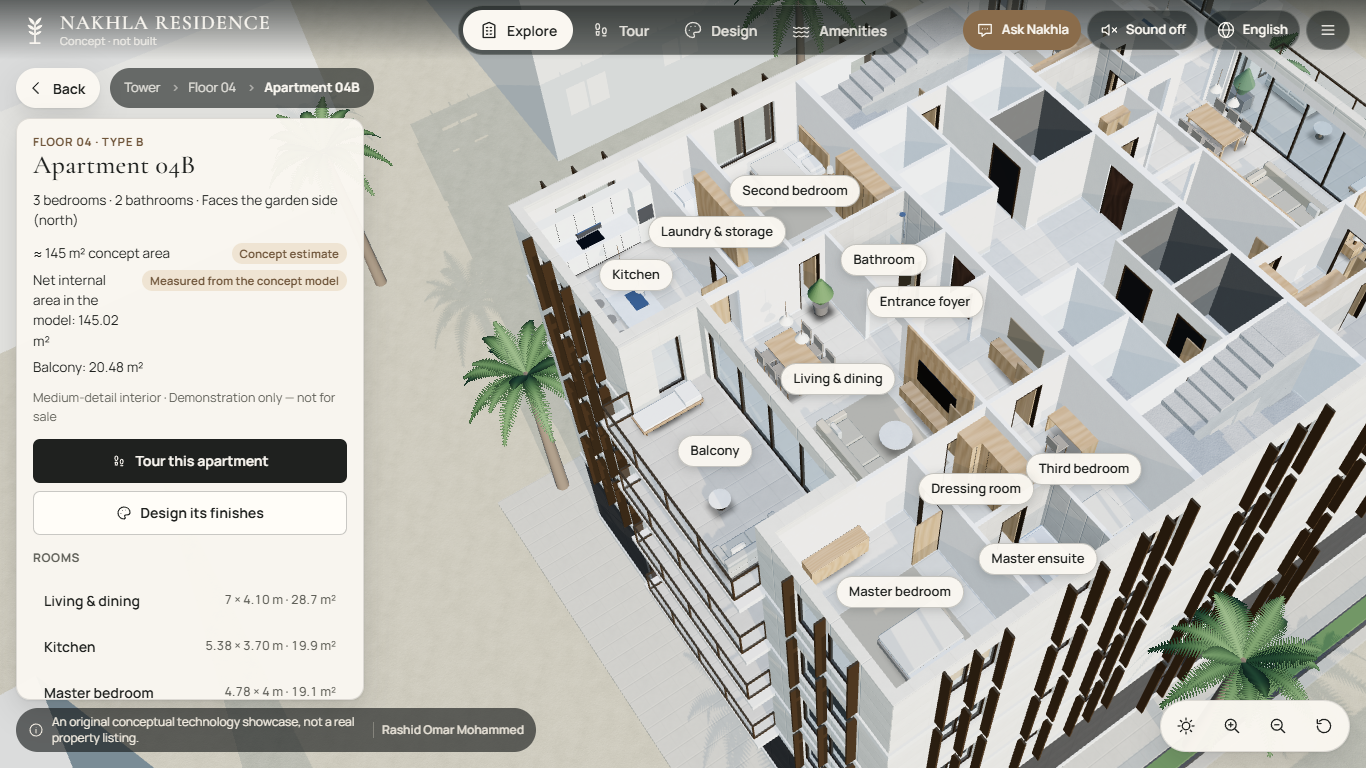 NAKHLA RESIDENCE
Concept · not built
Explore
Tour
Design
Amenities
Ask Nakhla
Sound off
English
Back
Tower › Floor 04 › Apartment 04B
FLOOR 04 · TYPE B
Apartment 04B
3 bedrooms · 2 bathrooms · Faces the garden side
(north)
≈ 145 m² concept area
Concept estimate
Net internal
area in the
model: 145.02
m²
Measured from the concept model
Balcony: 20.48 m²
Medium-detail interior · Demonstration only — not for
sale
Tour this apartment
Design its finishes
ROOMS
Living & dining 7 × 4.10 m · 28.7 m²
Kitchen 5.38 × 3.70 m · 19.9 m²
Master bedroom 4.78 × 4 m · 19.1 m²
An original conceptual technology showcase, not a real
property listing.
Rashid Omar Mohammed
Second bedroom
Laundry & storage
Bathroom
Kitchen
Entrance foyer
Living & dining
Balcony
Third bedroom
Dressing room
Master ensuite
Master bedroom